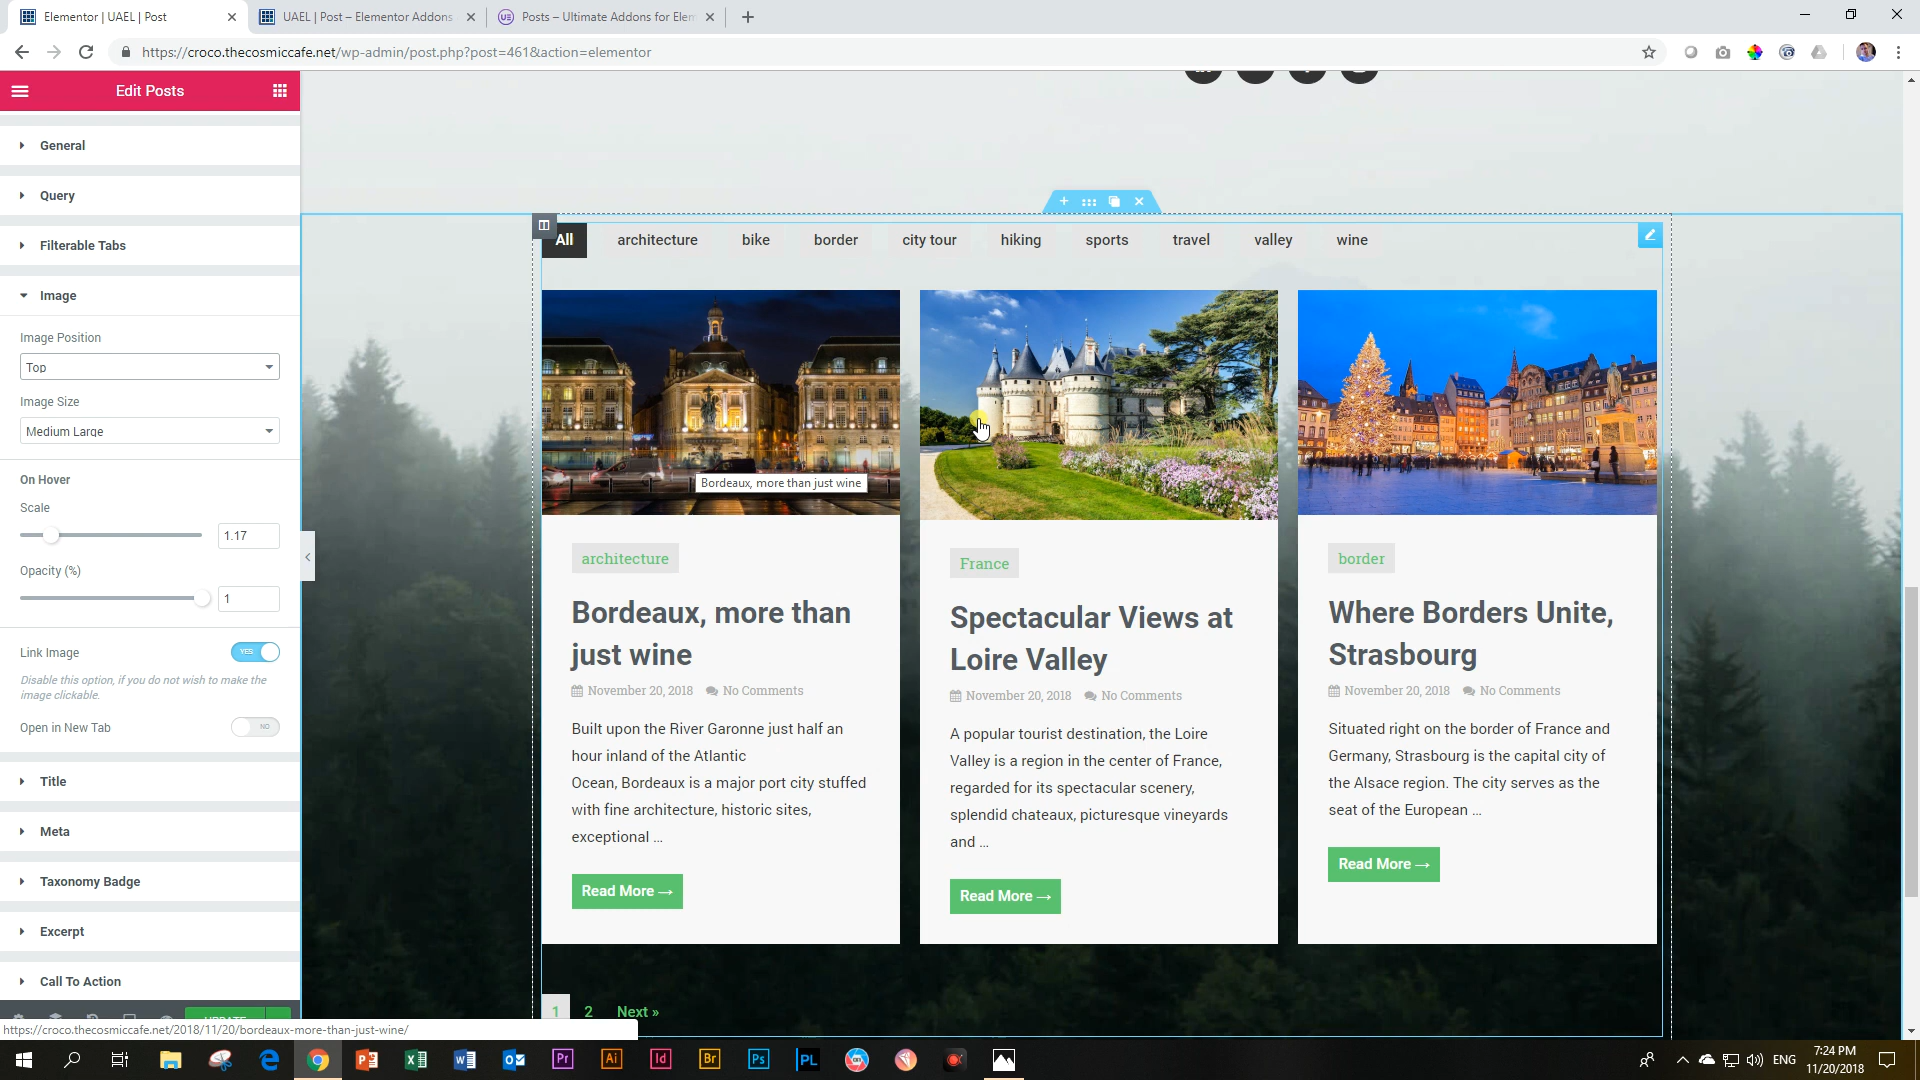 Elementor | UAEL | Post
UAEL | Post – Elementor Addons
Posts – Ultimate Addons for Elem
https://croco.thecosmiccafe.net/wp-admin/post.php?post=461&action=elementor
Edit Posts
General
Query
Filterable Tabs
Image
Image Position
Top
Image Size
Medium Large
On Hover
Scale
1.17
Opacity (%)
1
Link Image
YES
Disable this option, if you do not wish to make the
image clickable.
Open in New Tab
NO
Title
Meta
Taxonomy Badge
Excerpt
Call To Action
UPDATE
https://croco.thecosmiccafe.net/2018/11/20/bordeaux-more-than-just-wine/
All
architecture
bike
border
city tour
hiking
sports
travel
valley
wine
Bordeaux, more than just wine
architecture
Bordeaux, more than
just wine
November 20, 2018 No Comments
Built upon the River Garonne just half an
hour inland of the Atlantic
Ocean, Bordeaux is a major port city stuffed
with fine architecture, historic sites,
exceptional ...
Read More →
France
Spectacular Views at
Loire Valley
November 20, 2018 No Comments
A popular tourist destination, the Loire
Valley is a region in the center of France,
regarded for its spectacular scenery,
splendid chateaux, picturesque vineyards
and ...
Read More →
border
Where Borders Unite,
Strasbourg
November 20, 2018 No Comments
Situated right on the border of France and
Germany, Strasbourg is the capital city of
the Alsace region. The city serves as the
seat of the European ...
Read More →
1 2 Next »
Pr
Ai
Id
Br
Ps
PL
ENG
7:24 PM
11/20/2018